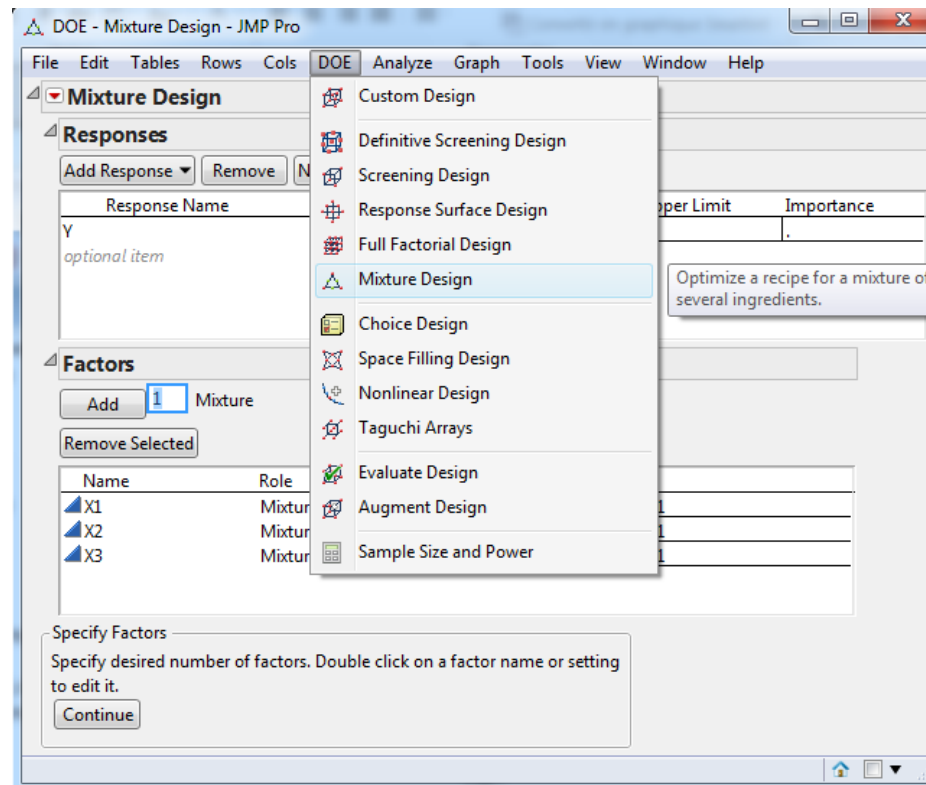 DOE - Mixture Design - JMP Pro
File Edit Tables Rows Cols DOE Analyze Graph Tools View Window Help
Mixture Design
Responses
Add Response Remove N
Response Name pper Limit Importance
Y .
optional item
Custom Design
Definitive Screening Design
Screening Design
Response Surface Design
Full Factorial Design
Mixture Design
Choice Design
Space Filling Design
Nonlinear Design
Taguchi Arrays
Evaluate Design
Augment Design
Sample Size and Power
Optimize a recipe for a mixture of
several ingredients.
Factors
Add 1 Mixture
Remove Selected
Name Role
X1 Mixtur 1
X2 Mixtur 1
X3 Mixtur 1
Specify Factors
Specify desired number of factors. Double click on a factor name or setting
to edit it.
Continue